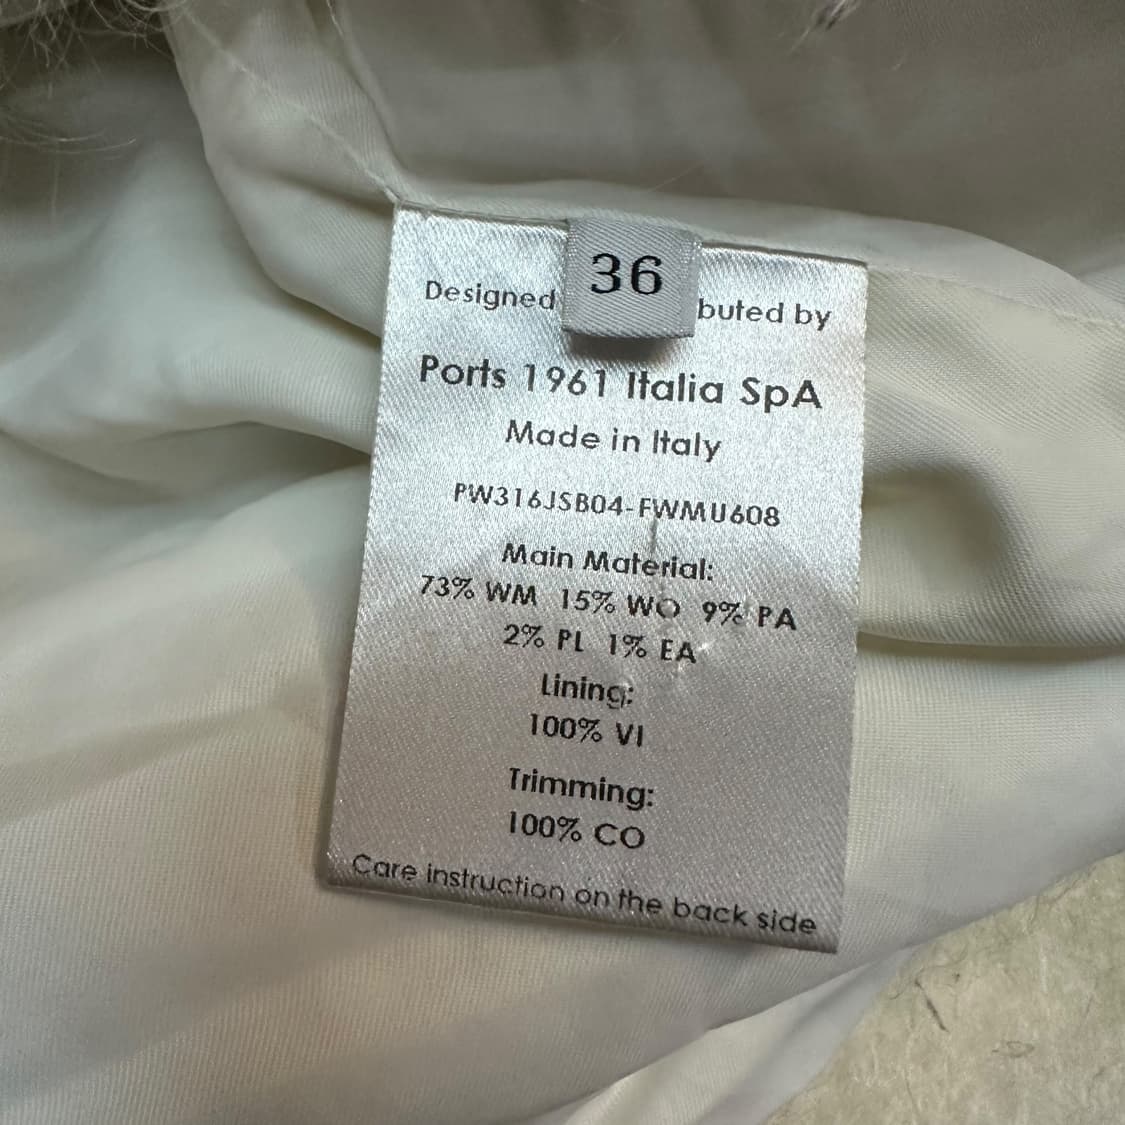 36
Designed buted by
Ports 1961 Italia SpA
Made in Italy
PW316JSB04-FWMU608
Main Material:
73% WM 15% WO 9% PA
2% PL 1% EA
Lining:
100% VI
Trimming:
100% CO
Care instruction on the back side